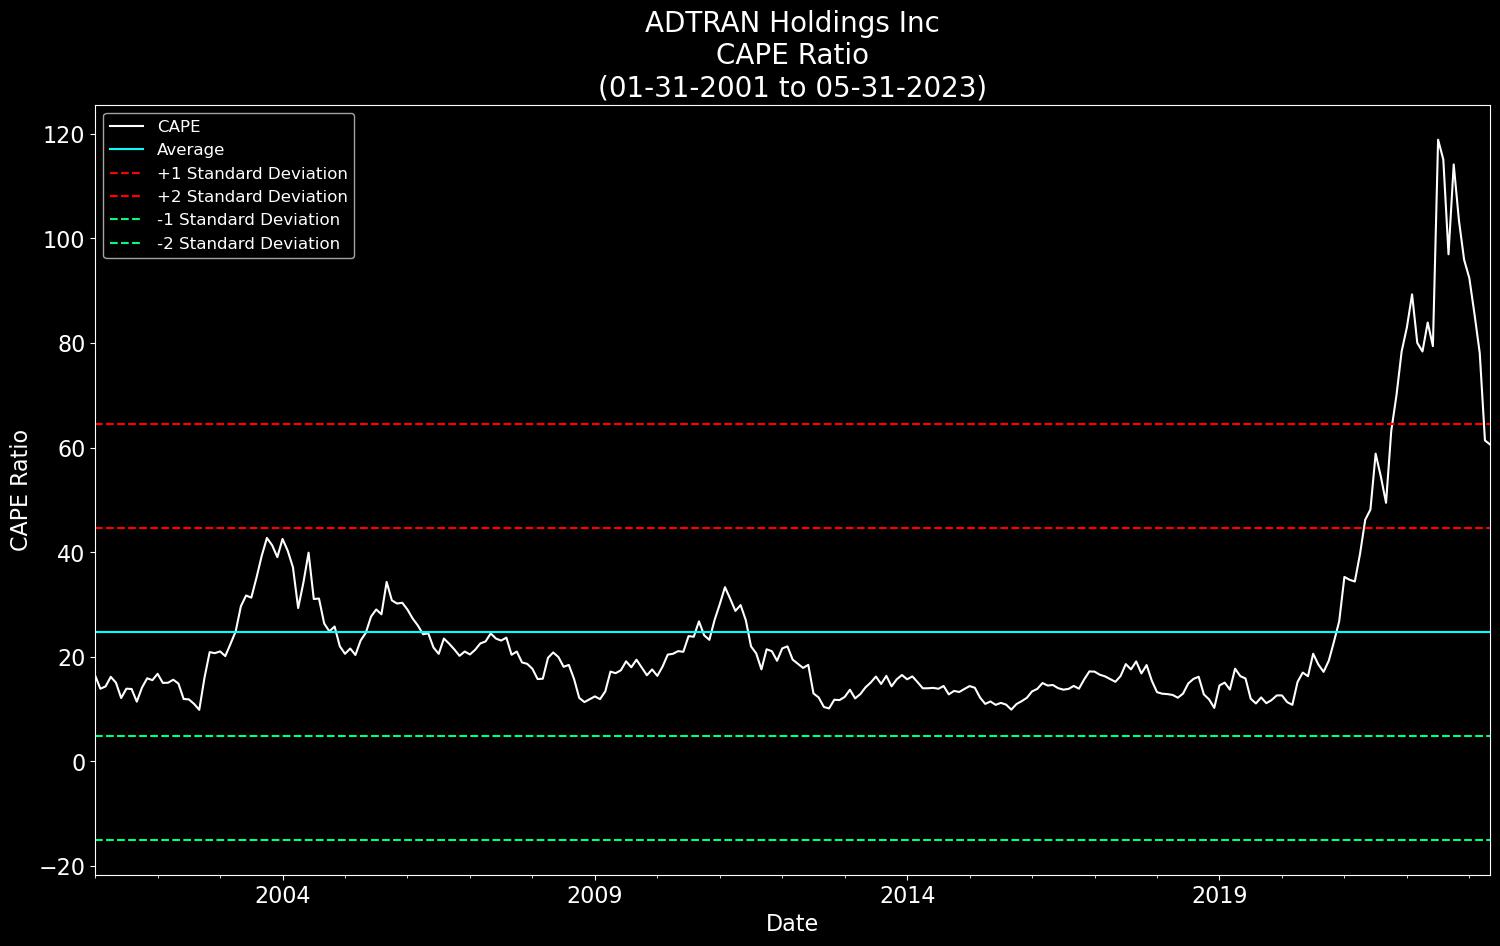 ADTRAN Holdings Inc
CAPE Ratio
(01-31-2001 to 05-31-2023)
CAPE
Average
+1 Standard Deviation
+2 Standard Deviation
-1 Standard Deviation
-2 Standard Deviation
120
100
80
60
40
20
0
−20
CAPE Ratio
2004
2009
2014
2019
Date